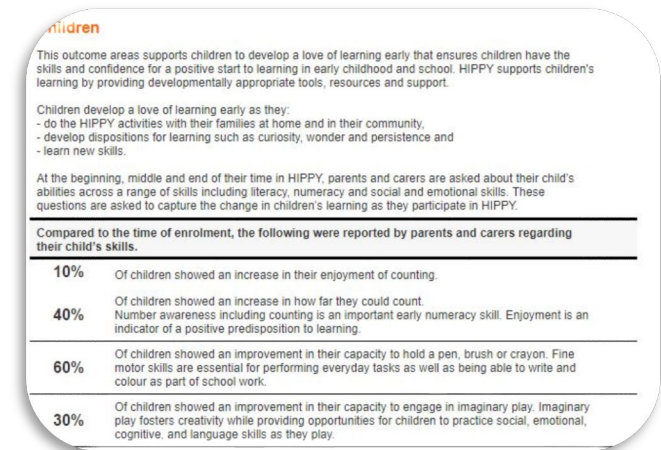 Children
This outcome areas supports children to develop a love of learning early that ensures children have the
skills and confidence for a positive start to learning in early childhood and school. HIPPY supports children's
learning by providing developmentally appropriate tools, resources and support.
Children develop a love of learning early as they:
- do the HIPPY activities with their families at home and in their community,
- develop dispositions for learning such as curiosity, wonder and persistence and
- learn new skills.
At the beginning, middle and end of their time in HIPPY, parents and carers are asked about their child's
abilities across a range of skills including literacy, numeracy and social and emotional skills. These
questions are asked to capture the change in children's learning as they participate in HIPPY.
Compared to the time of enrolment, the following were reported by parents and carers regarding
their child's skills.
10% Of children showed an increase in their enjoyment of counting.
Of children showed an increase in how far they could count.
40% Number awareness including counting is an important early numeracy skill. Enjoyment is an
indicator of a positive predisposition to learning.
Of children showed an improvement in their capacity to hold a pen, brush or crayon. Fine
60% motor skills are essential for performing everyday tasks as well as being able to write and
colour as part of school work.
Of children showed an improvement in their capacity to engage in imaginary play. Imaginary
30% play fosters creativity while providing opportunities for children to practice social, emotional,
cognitive, and language skills as they play.